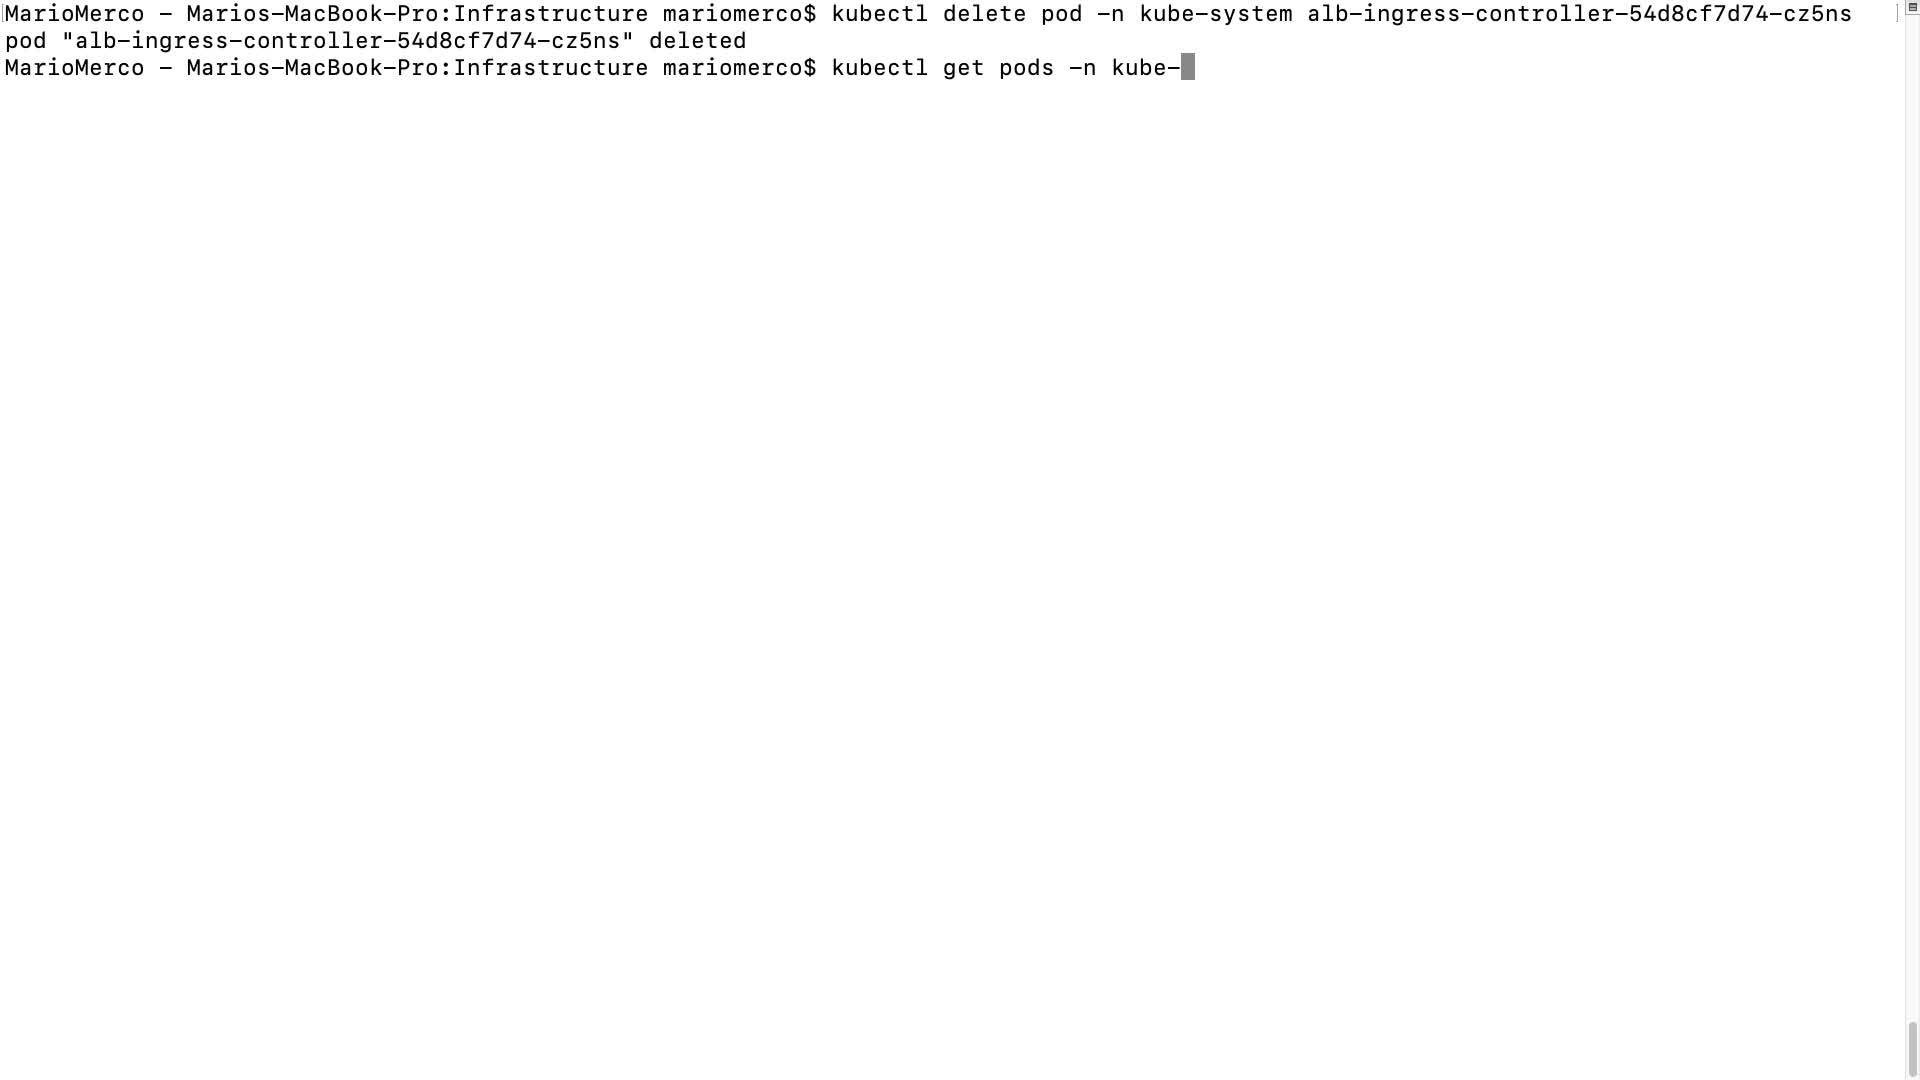 MarioMerco - Marios-MacBook-Pro:Infrastructure mariomerco$ kubectl delete pod -n kube-system alb-ingress-controller-54d8cf7d74-cz5ns
pod "alb-ingress-controller-54d8cf7d74-cz5ns" deleted
MarioMerco - Marios-MacBook-Pro:Infrastructure mariomerco$ kubectl get pods -n kube-